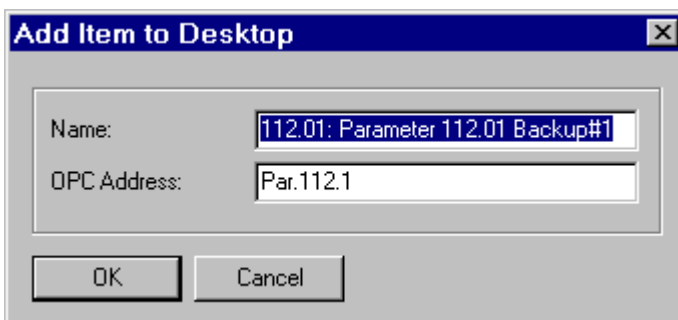 Add Item to Desktop
Name: 112.01: Parameter 112.01 Backup#1
OPC Address: Par.112.1
OK Cancel